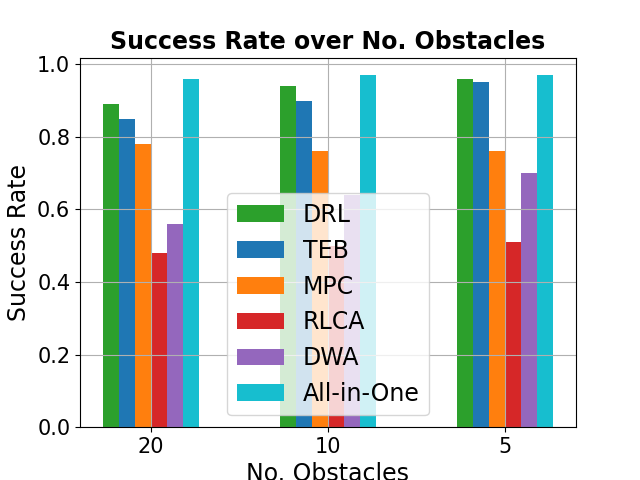 Success Rate over No. Obstacles
Success Rate
1.0
0.8
0.6
0.4
0.2
0.0
DRL
TEB
MPC
RLCA
DWA
All-in-One
20
10
5
No. Obstacles